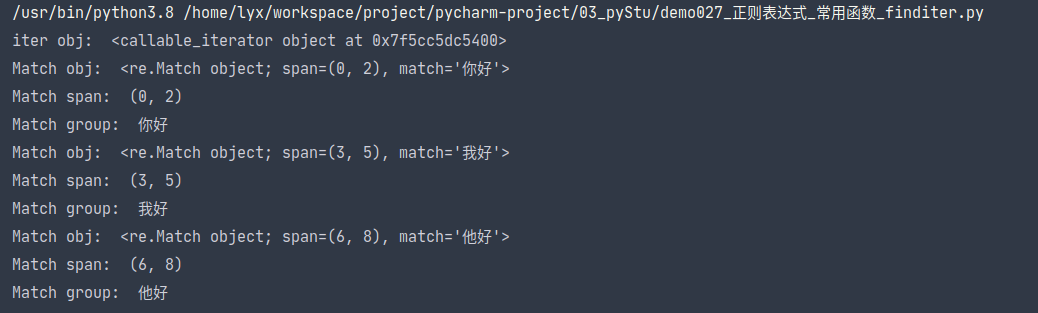 /usr/bin/python3.8 /home/lyx/workspace/project/pycharm-project/03_pyStu/demo027_正则表达式_常用函数_finditer.py
iter obj:  <callable_iterator object at 0x7f5cc5dc5400>
Match obj:  <re.Match object; span=(0, 2), match='你好'>
Match span:  (0, 2)
Match group:  你好
Match obj:  <re.Match object; span=(3, 5), match='我好'>
Match span:  (3, 5)
Match group:  我好
Match obj:  <re.Match object; span=(6, 8), match='他好'>
Match span:  (6, 8)
Match group:  他好